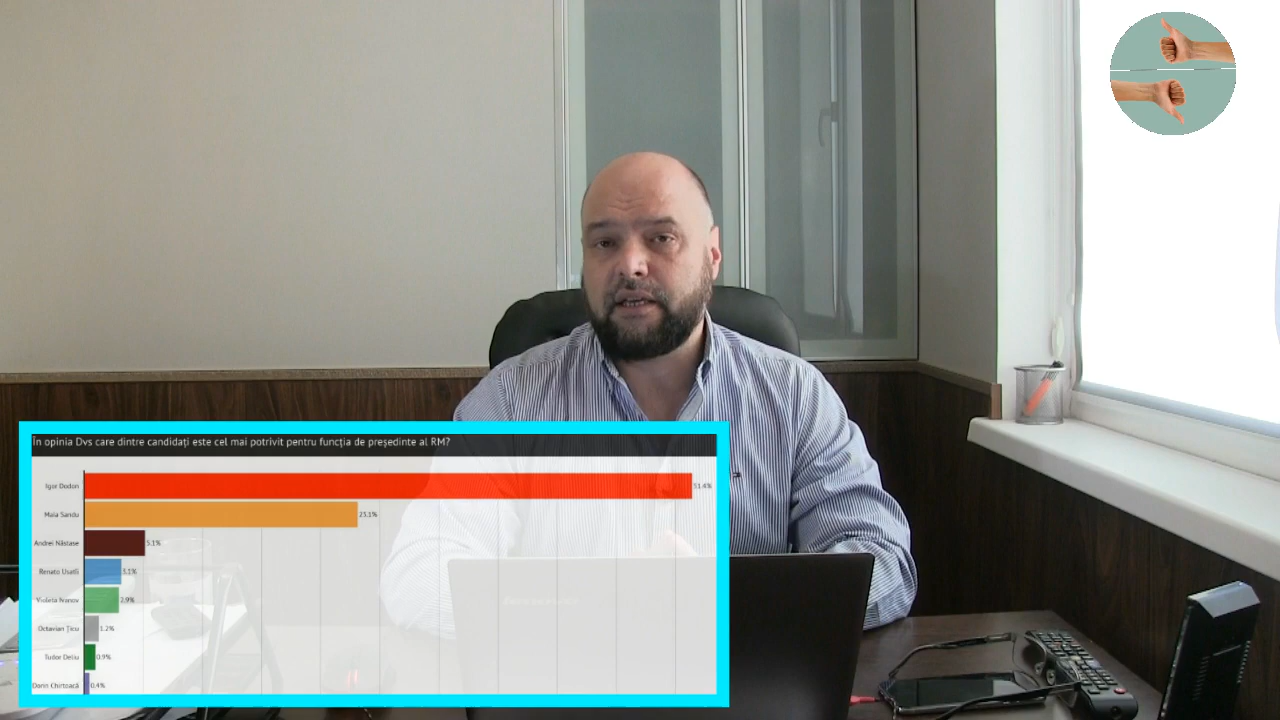 În opinia Dvs care dintre candidați este cel mai potrivit pentru funcția de președinte al RM?
Igor Dodon 51.4%
Maia Sandu 23.1%
Andrei Năstase 5.1%
Renato Usatîi 3.1%
Violeta Ivanov 2.9%
Octavian Țîcu 1.2%
Tudor Deliu 0.9%
Dorin Chirtoacă 0.4%